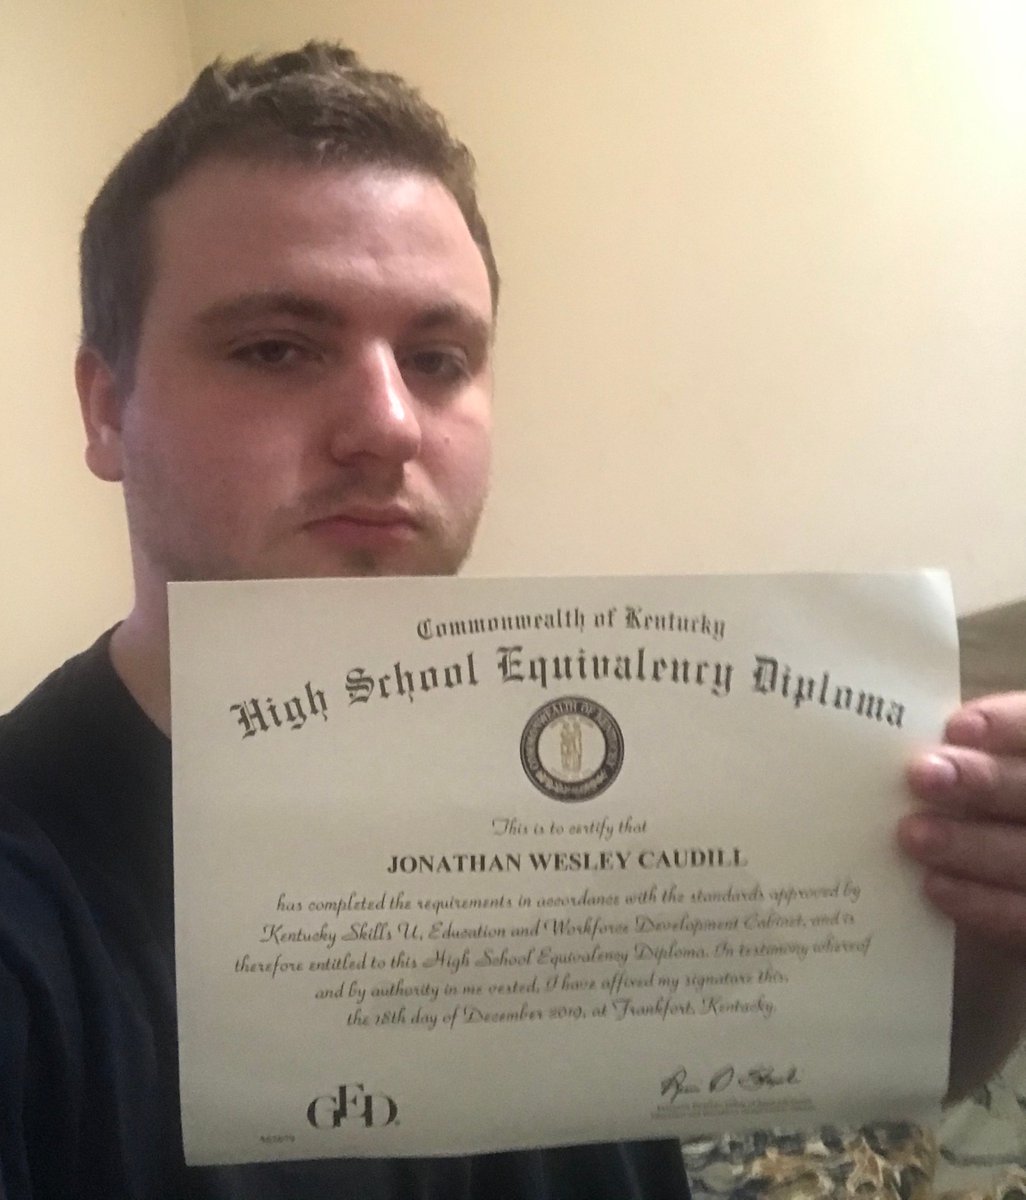 Commonwealth of Kentucky
High School Equivalency Diploma
COMMONWEALTH OF KENTUCKY
This is to certify that
JONATHAN WESLEY CAUDILL
has completed the requirements in accordance with the standards approved by
Kentucky Skills U, Education and Workforce Development Cabinet, and is
therefore entitled to this High School Equivalency Diploma. In testimony whereof
and by authority in me vested, I have affixed my signature this,
the 18th day of December 2019, at Frankfort, Kentucky.
GED®